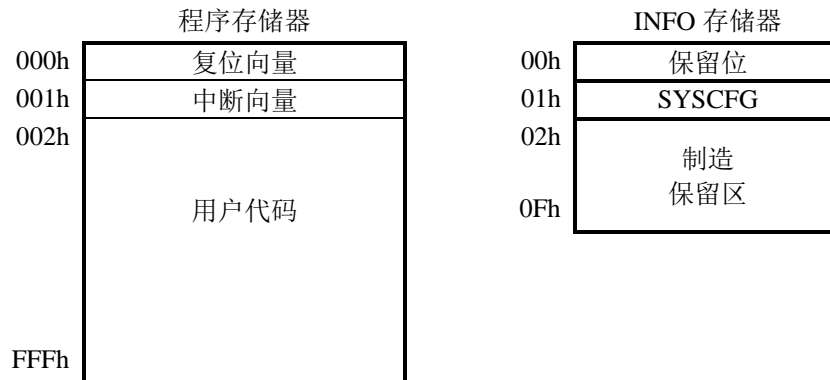 程序存储器
000h 复位向量
001h 中断向量
002h
用户代码
FFFh
INFO 存储器
00h 保留位
01h SYSCFG
02h
制造
保留区
0Fh